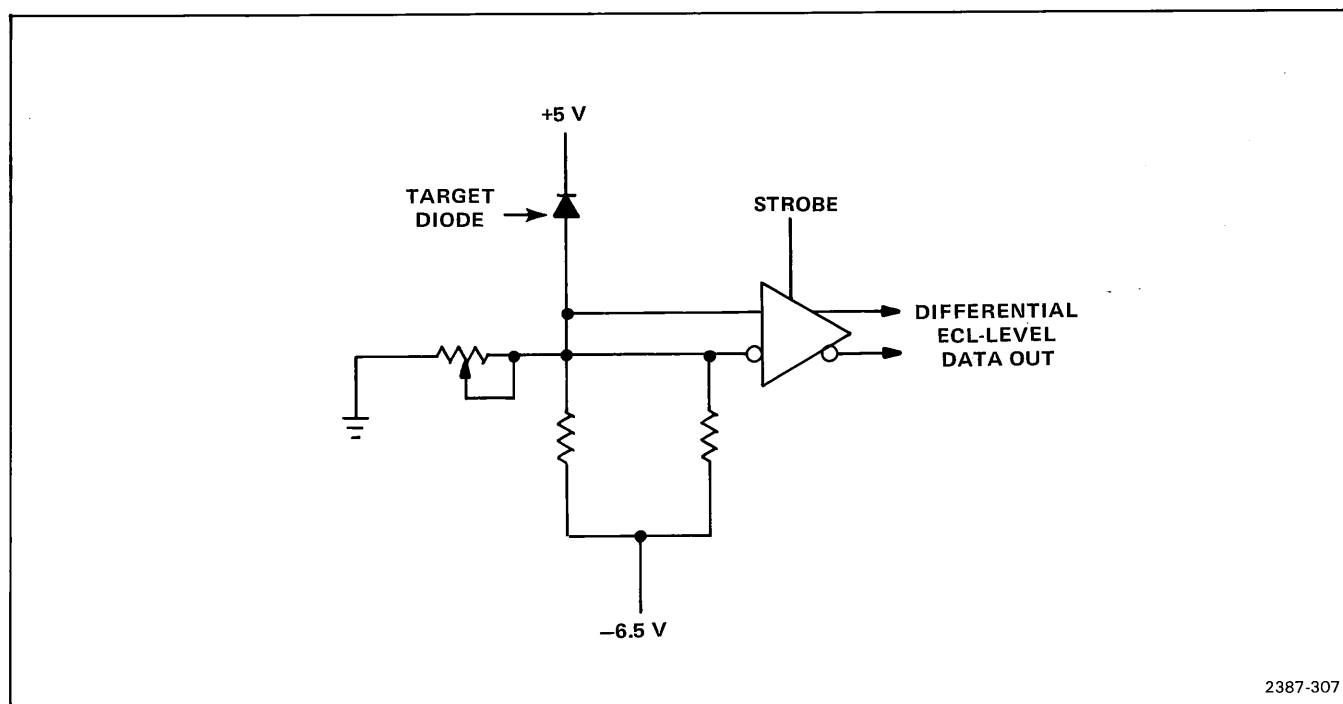 +5 V
TARGET
DIODE
STROBE
DIFFERENTIAL
ECL-LEVEL
DATA OUT
−6.5 V
2387-307